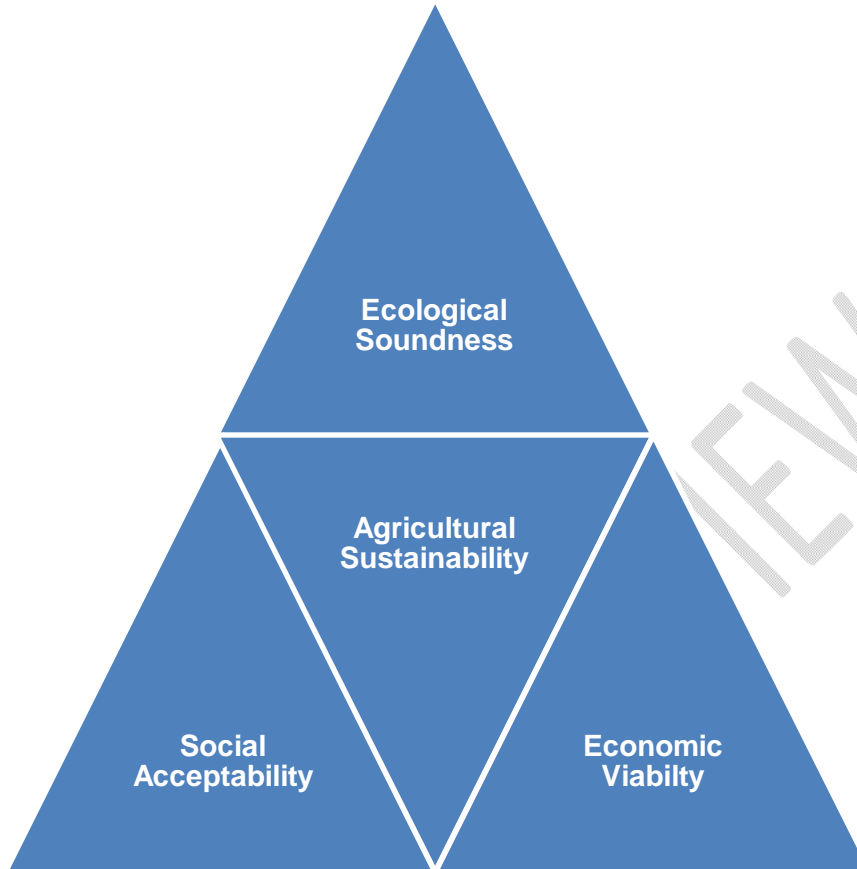 Ecological
Soundness
Agricultural
Sustainability
Social
Acceptability
Economic
Viabilty